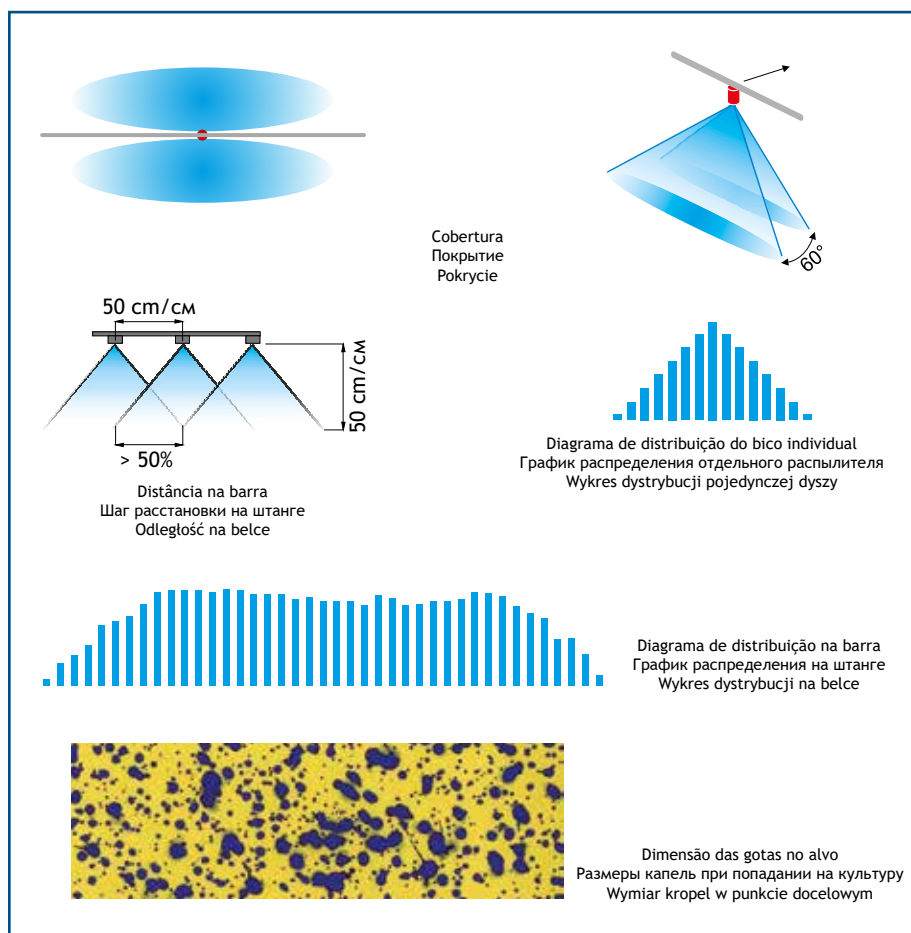 60°
Cobertura
Покрытие
Pokrycie
50 cm/см
50 cm/см
> 50%
Distância na barra
Шаг расстановки на штанге
Odległość na belce
Diagrama de distribuição do bico individual
График распределения отдельного распылителя
Wykres dystrybucji pojedynczej dyszy
Diagrama de distribuição na barra
График распределения на штанге
Wykres dystrybucji na belce
Dimensão das gotas no alvo
Размеры капель при попадании на культуру
Wymiar kropel w punkcie docelowym